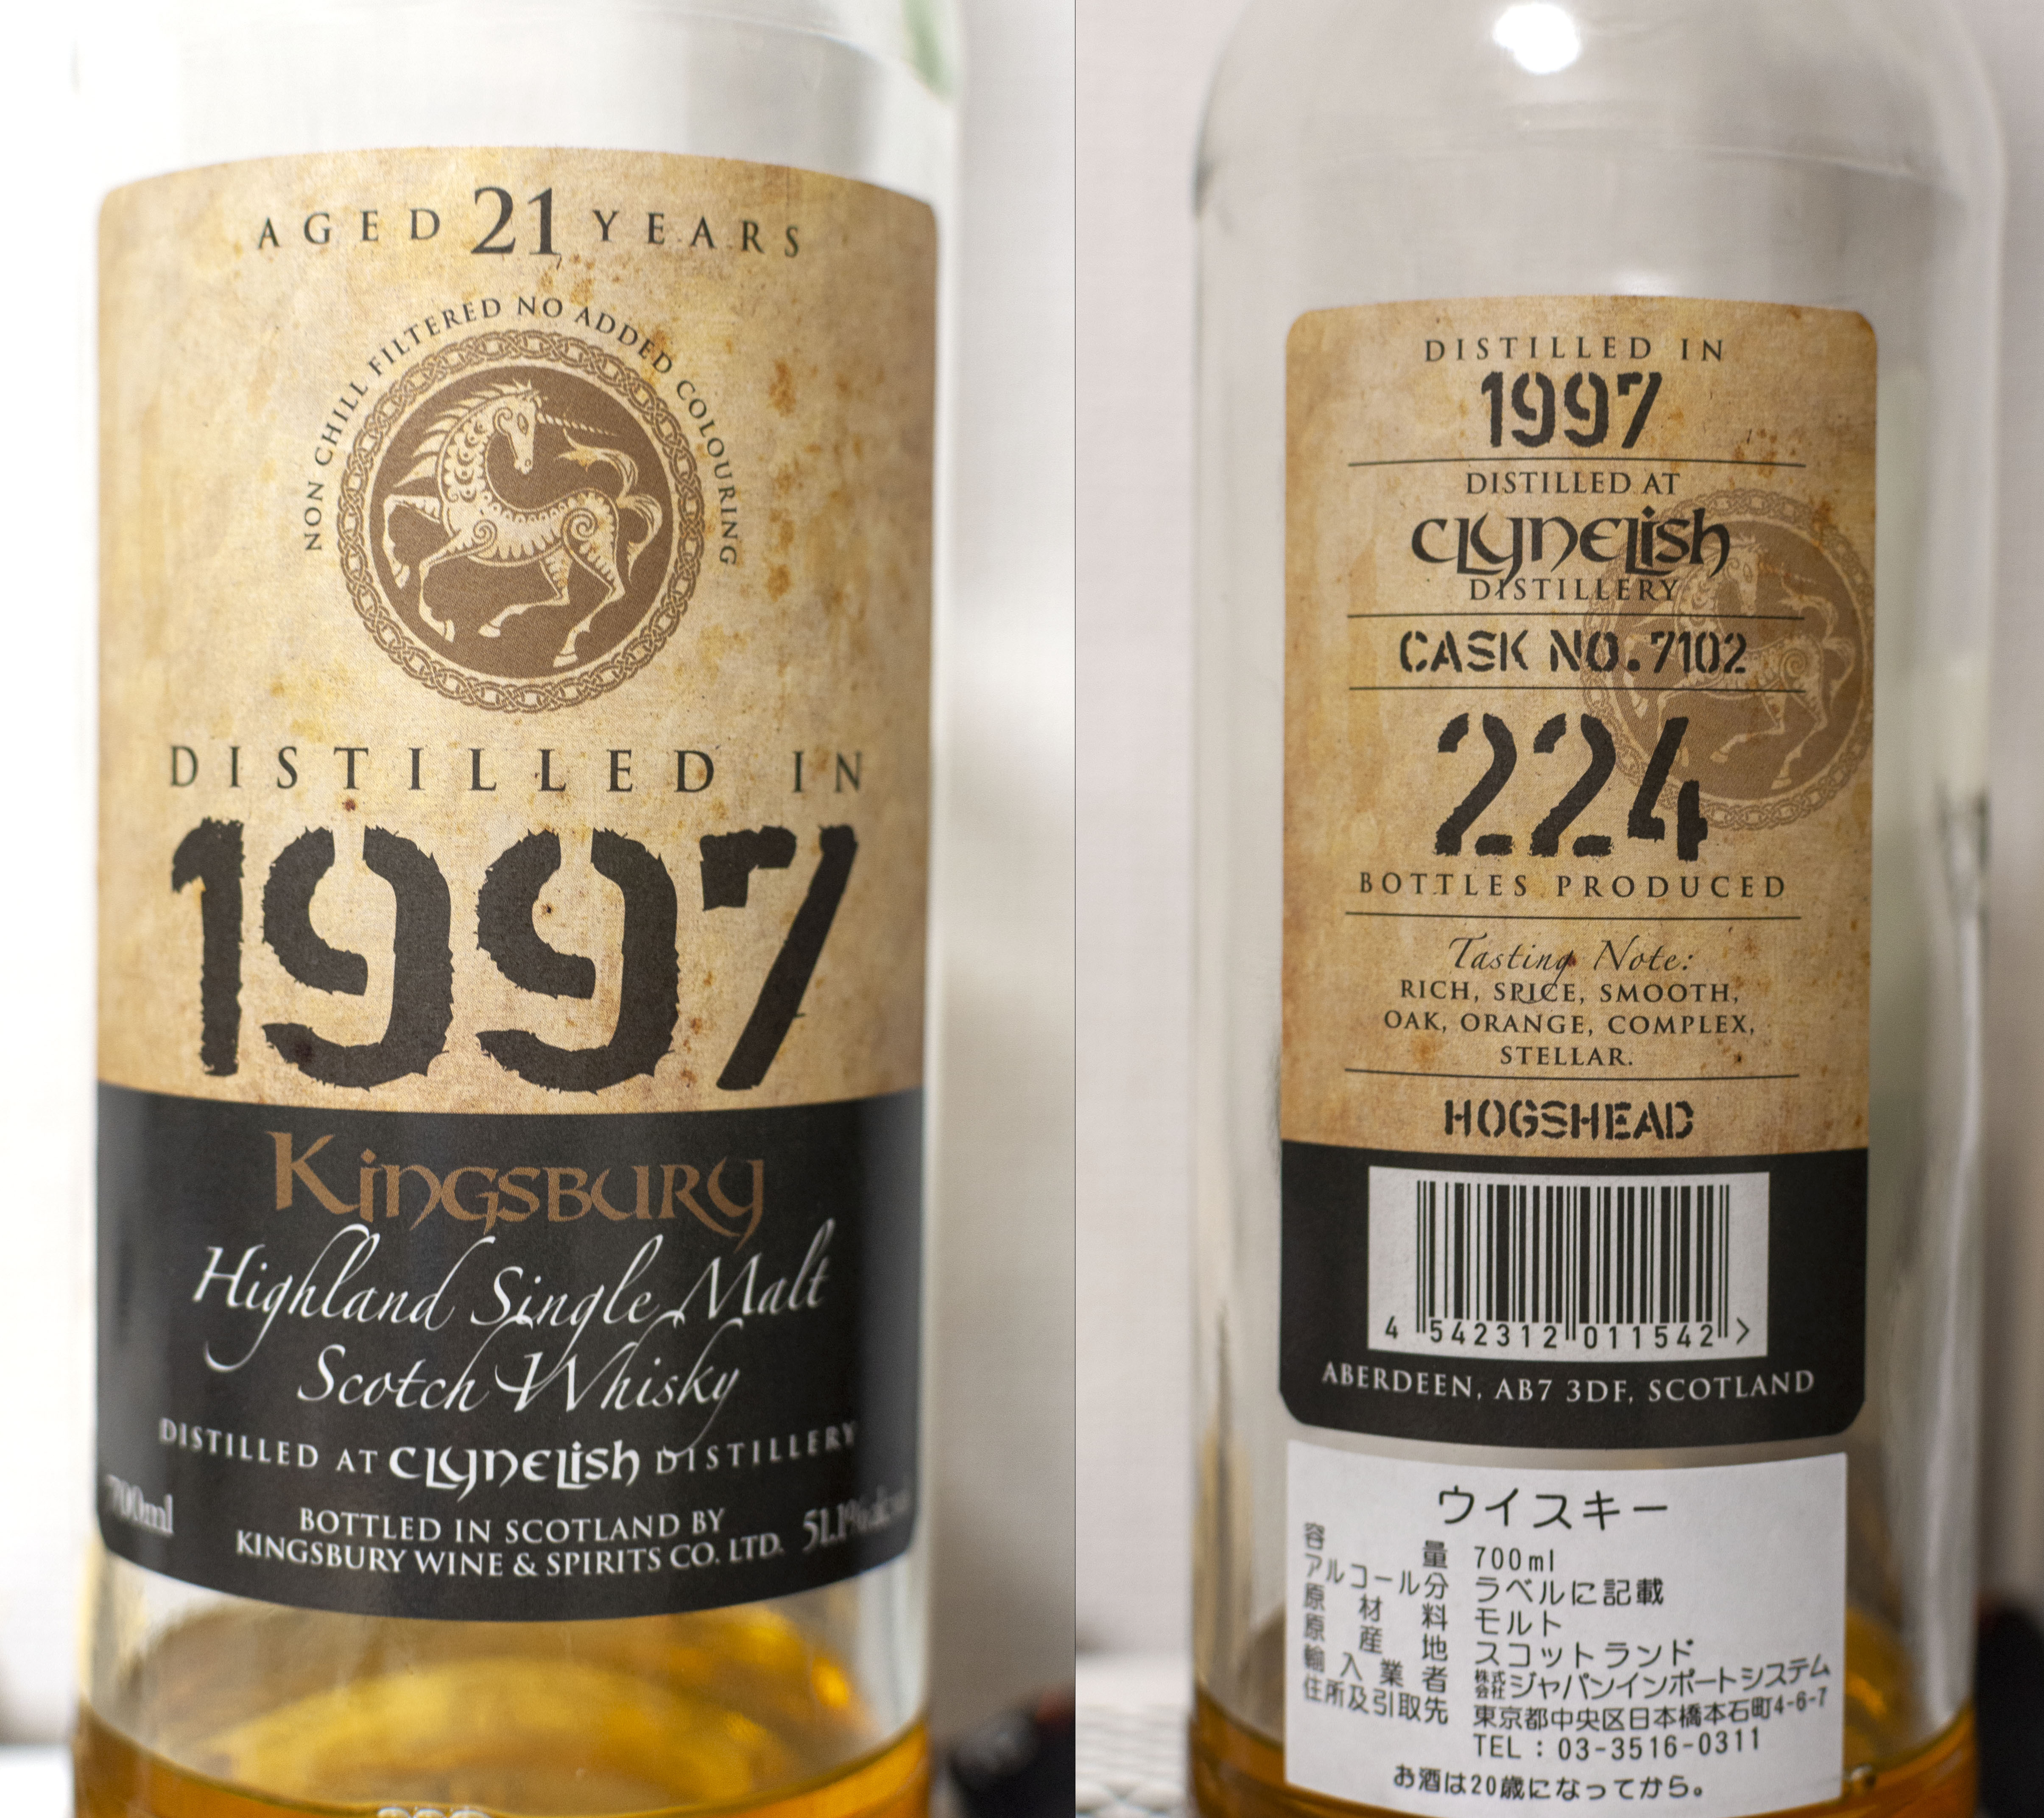 AGED 21 YEARS
NON CHILL FILTERED NO ADDED COLOURING
DISTILLED IN
1997
KINGSBURY
Highland Single Malt
Scotch Whisky
DISTILLED AT CLYNELISH DISTILLERY
700ml
BOTTLED IN SCOTLAND BY
KINGSBURY WINE & SPIRITS CO. LTD.
51.1%
DISTILLED IN
1997
DISTILLED AT
CLYNELISH
DISTILLERY
CASK NO.7102
224
BOTTLES PRODUCED
Tasting Note:
RICH, SPICE, SMOOTH,
OAK, ORANGE, COMPLEX,
STELLAR.
HOGSHEAD
4 542312 011542 >
ABERDEEN, AB7 3DF, SCOTLAND
ウイスキー
容量 700ml
アルコール分 ラベルに記載
原材料 モルト
原産地 スコットランド
輸入業者 株式会社ジャパンインポートシステム
住所及引取先 東京都中央区日本橋本石町4-6-7
TEL : 03-3516-0311
お酒は20歳になってから。